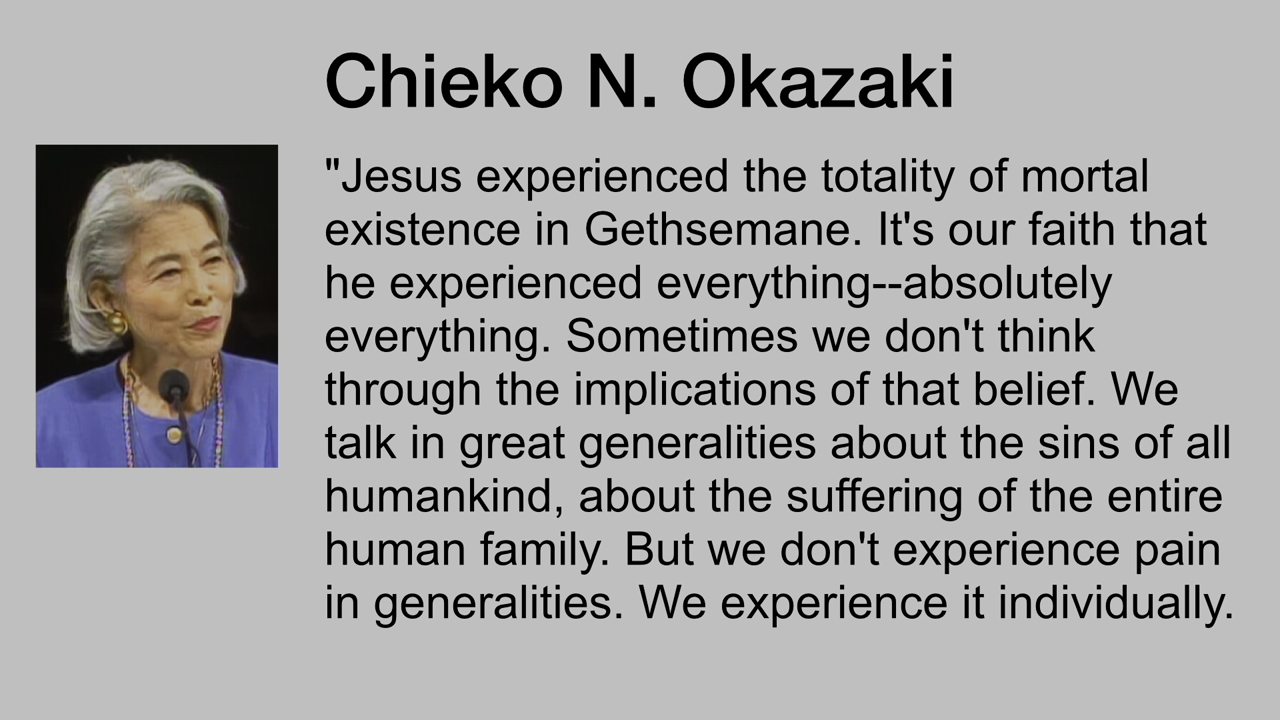 Chieko N. Okazaki
"Jesus experienced the totality of mortal
existence in Gethsemane. It's our faith that
he experienced everything--absolutely
everything. Sometimes we don't think
through the implications of that belief. We
talk in great generalities about the sins of all
humankind, about the suffering of the entire
human family. But we don't experience pain
in generalities. We experience it individually.